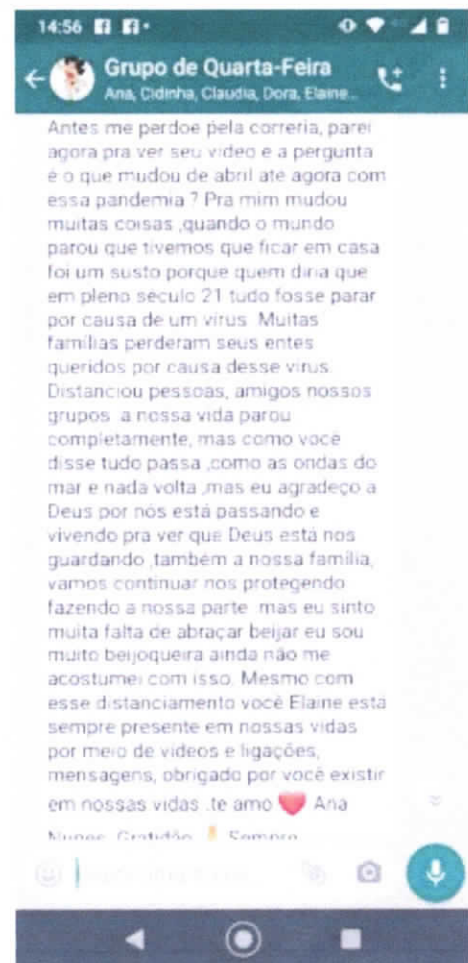 14:56
Grupo de Quarta-Feira
Ana, Cidinha, Claudia, Dora, Elaine...
Antes me perdoe pela correria, parei
agora pra ver seu video e a pergunta
é o que mudou de abril ate agora com
essa pandemia ? Pra mim mudou
muitas coisas ,quando o mundo
parou que tivemos que ficar em casa
foi um susto porque quem diria que
em pleno seculo 21 tudo fosse parar
por causa de um virus. Muitas
famílias perderam seus entes
queridos por causa desse virus.
Distanciou pessoas, amigos nossos
grupos a nossa vida parou
completamente, mas como você
disse tudo passa ,como as ondas do
mar e nada volta ,mas eu agradeço a
Deus por nós está passando e
vivendo pra ver que Deus está nos
guardando ,também a nossa família,
vamos continuar nos protegendo
fazendo a nossa parte mas eu sinto
muita falta de abraçar beijar eu sou
muito beijoqueira ainda não me
acostumei com isso. Mesmo com
esse distanciamento você Elaine esta
sempre presente em nossas vidas
por meio de videos e ligações,
mensagens, obrigado por você existir
em nossas vidas .te amo ❤️ Ana
Nunes Gratidão Sempre